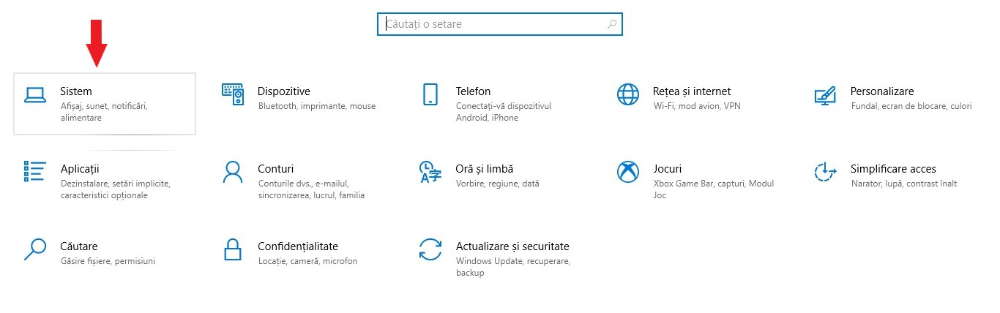 Căutați o setare
Sistem
Afișaj, sunet, notificări,
alimentare
Dispozitive
Bluetooth, imprimante, mouse
Telefon
Conectați-vă dispozitivul
Android, iPhone
Rețea și internet
Wi-Fi, mod avion, VPN
Personalizare
Fundal, ecran de blocare, culori
Aplicații
Dezinstalare, setări implicite,
caracteristici opționale
Conturi
Conturile dvs., e-mailul,
sincronizarea, lucrul, familia
Oră și limbă
Vorbire, regiune, dată
Jocuri
Xbox Game Bar, capturi, Modul
Joc
Simplificare acces
Narator, lupă, contrast înalt
Căutare
Găsire fișiere, permisiuni
Confidențialitate
Locație, cameră, microfon
Actualizare și securitate
Windows Update, recuperare,
backup